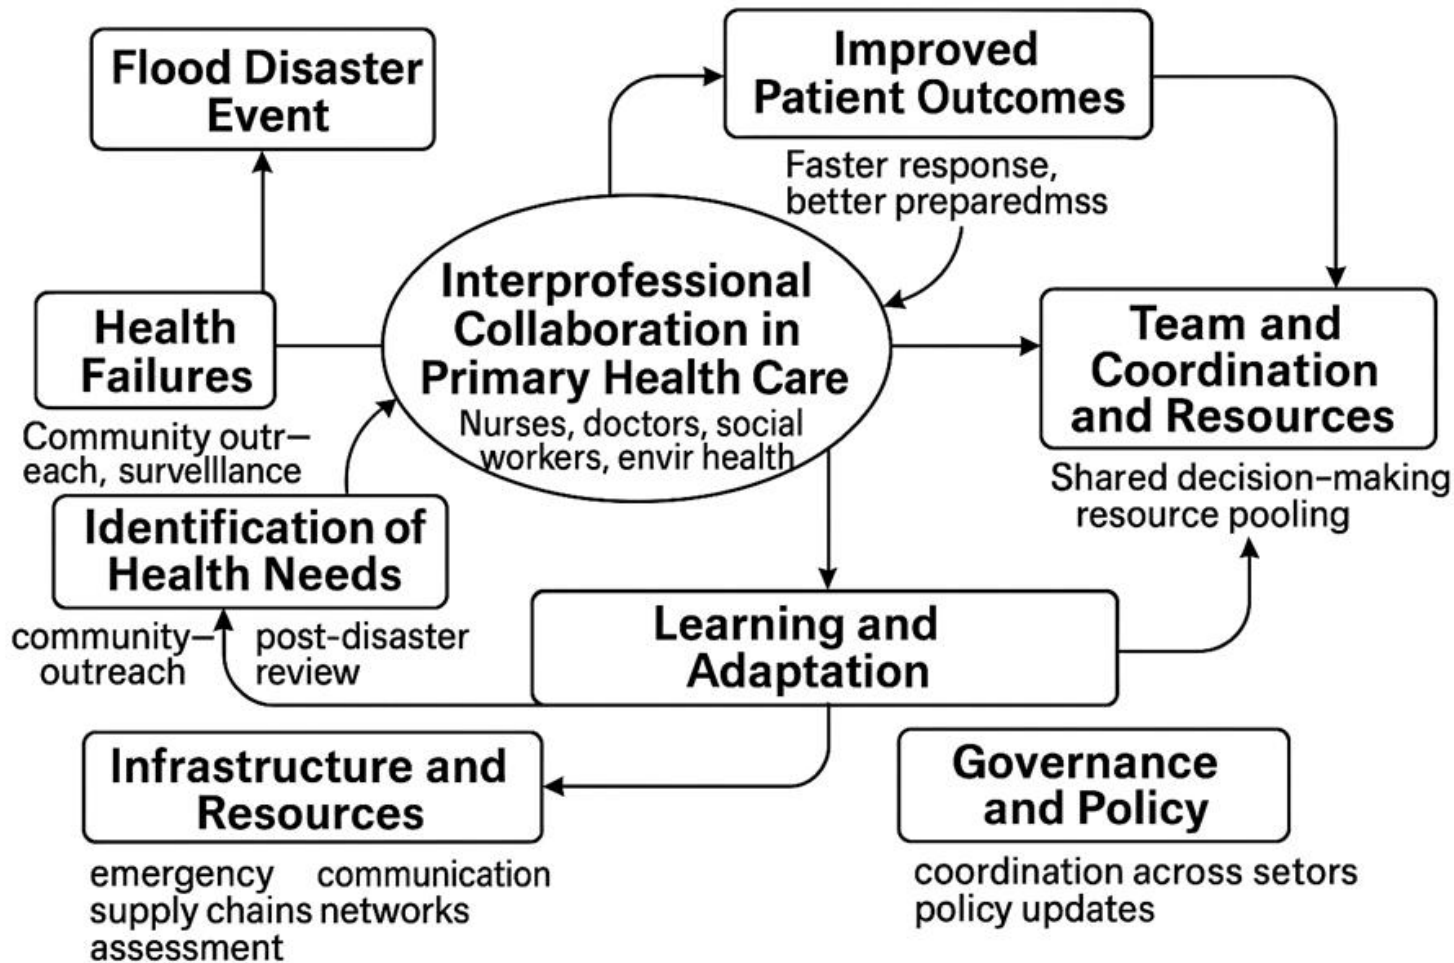 Flood Disaster
Event
Improved
Patient Outcomes
Faster response,
better preparedmss
Health
Failures
Community outr–
each, survelllance
Interprofessional
Collaboration in
Primary Health Care
Nurses, doctors, social
workers, envir health
Team and
Coordination
and Resources
Shared decision–making
resource pooling
Identification of
Health Needs
community–
outreach
post-disaster
review
Learning and
Adaptation
Infrastructure and
Resources
emergency communication
supply chains networks
assessment
Governance
and Policy
coordination across setors
policy updates